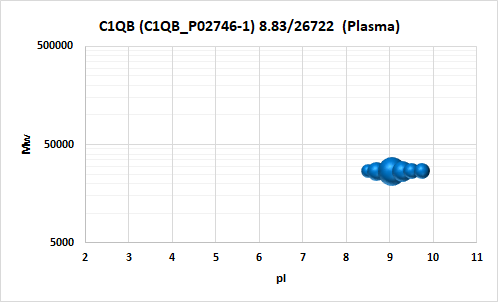 C1QB (C1QB_P02746-1) 8.83/26722 (Plasma)
500000
50000
5000
Mw
2 3 4 5 6 7 8 9 10 11
pI